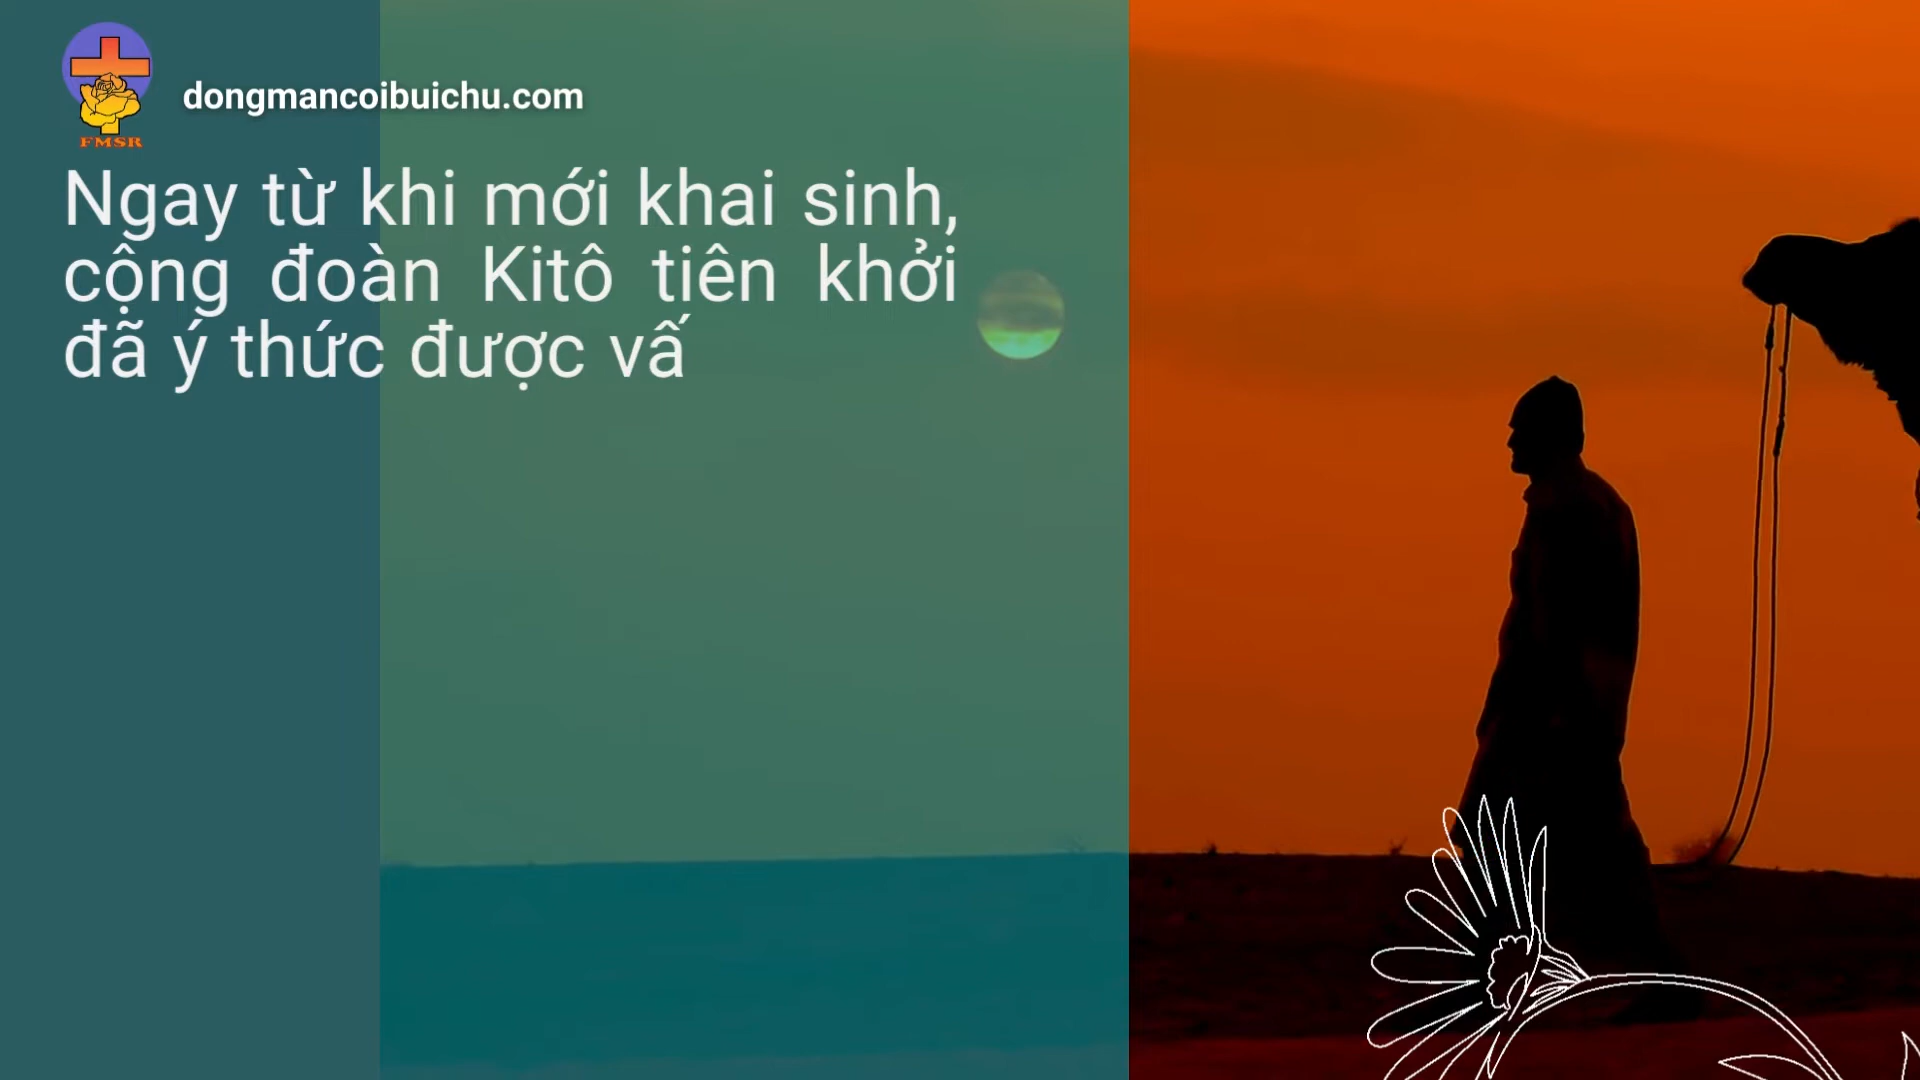 dongmancoibuichu.com
FMSR
Ngay từ khi mới khai sinh,
cộng đoàn Kitô tiên khởi
đã ý thức được vấ